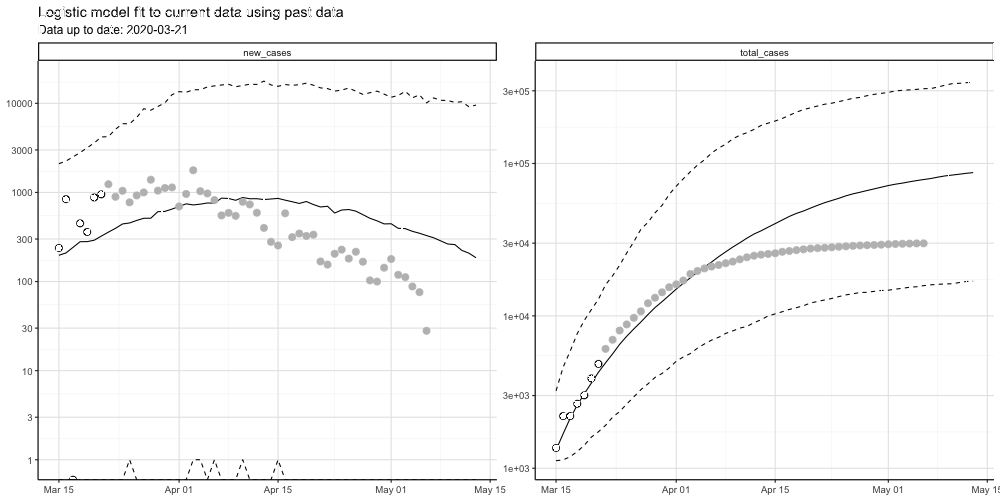 Logistic model fit to current data using past data
Data up to date: 2020-03-21
new_cases
total_cases
10000
3000
1000
300
100
30
10
3
1
3e+05
1e+05
3e+04
1e+04
3e+03
1e+03
Mar 15
Apr 01
Apr 15
May 01
May 15
Mar 15
Apr 01
Apr 15
May 01
May 15